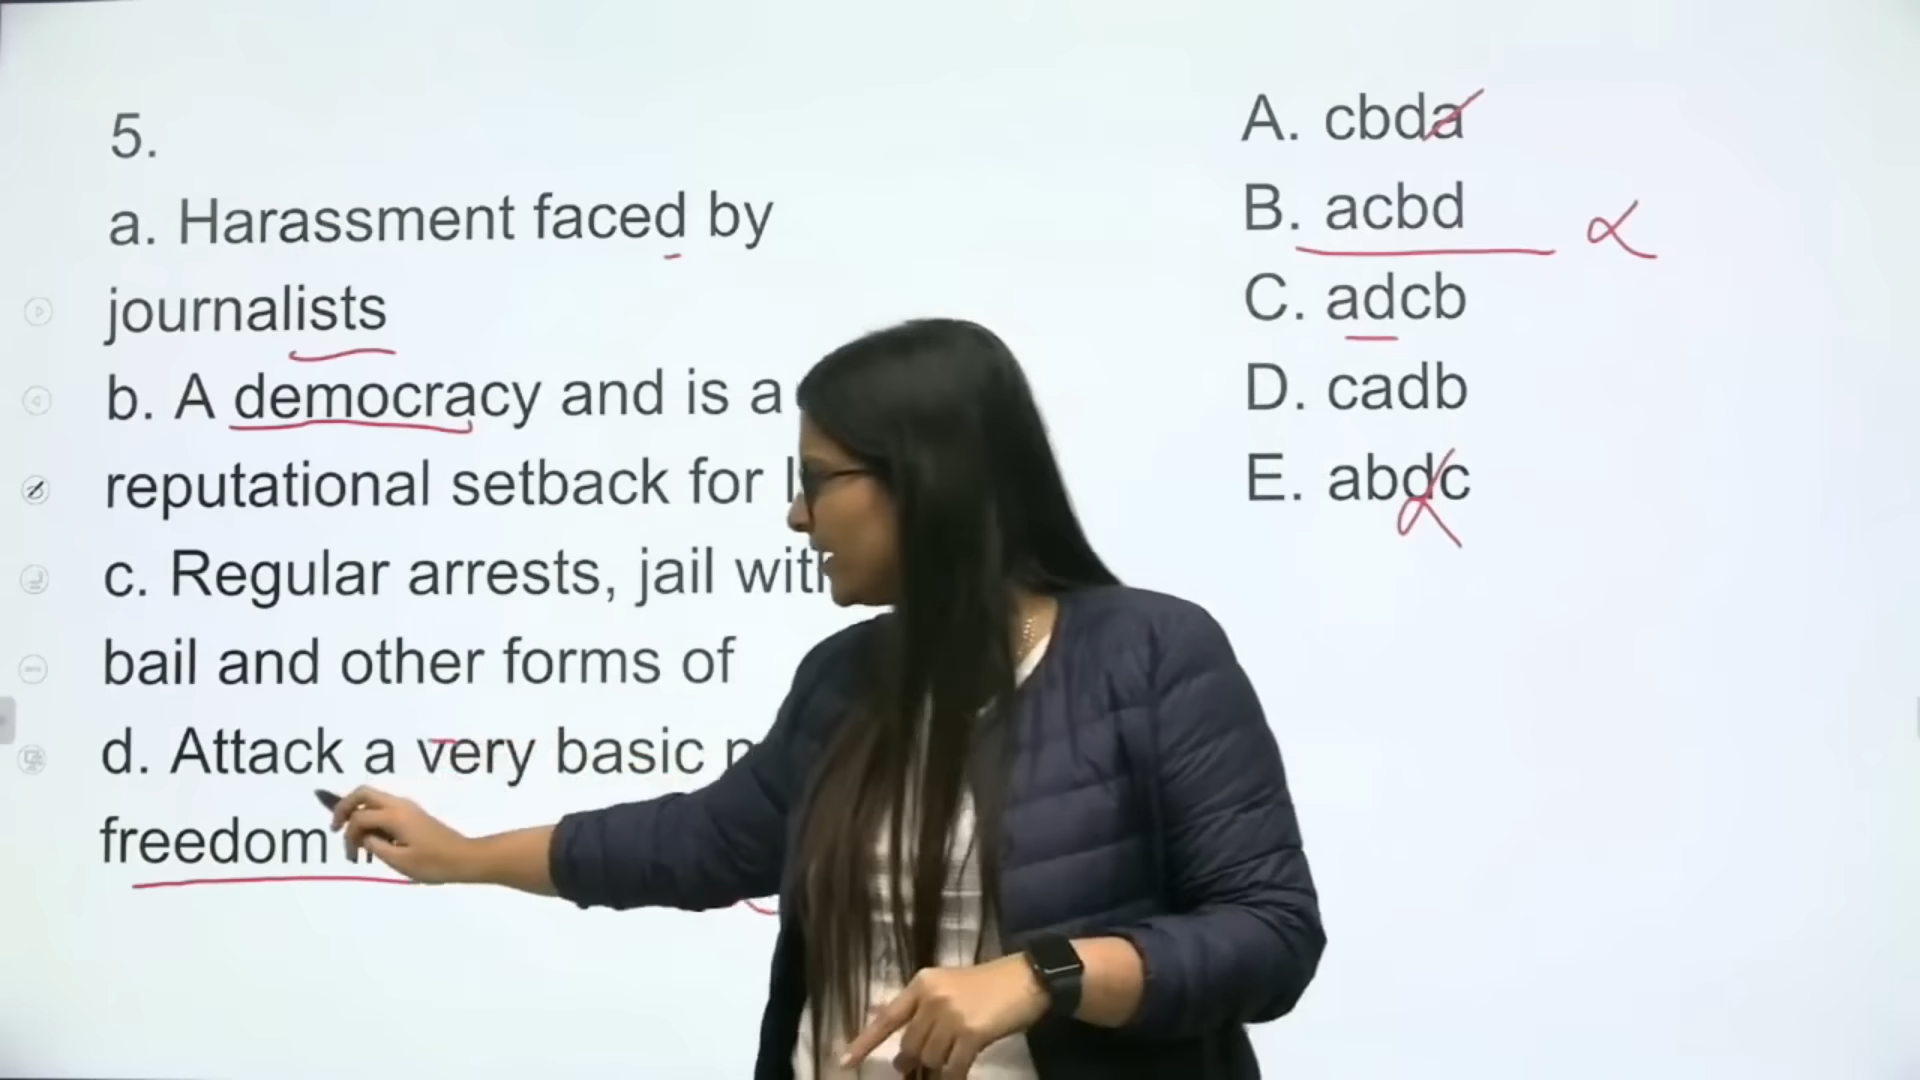 5.
a. Harassment faced by
journalists
b. A democracy and is a
reputational setback for
c. Regular arrests, jail
bail and other forms of
d. Attack a very basic
freedom
A. cbda
B. acbd
C. adcb
D. cadb
E. abdc